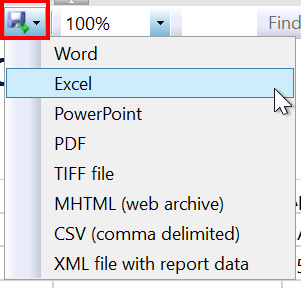 100% Find
Word
Excel
PowerPoint
PDF
TIFF file
MHTML (web archive)
CSV (comma delimited)
XML file with report data